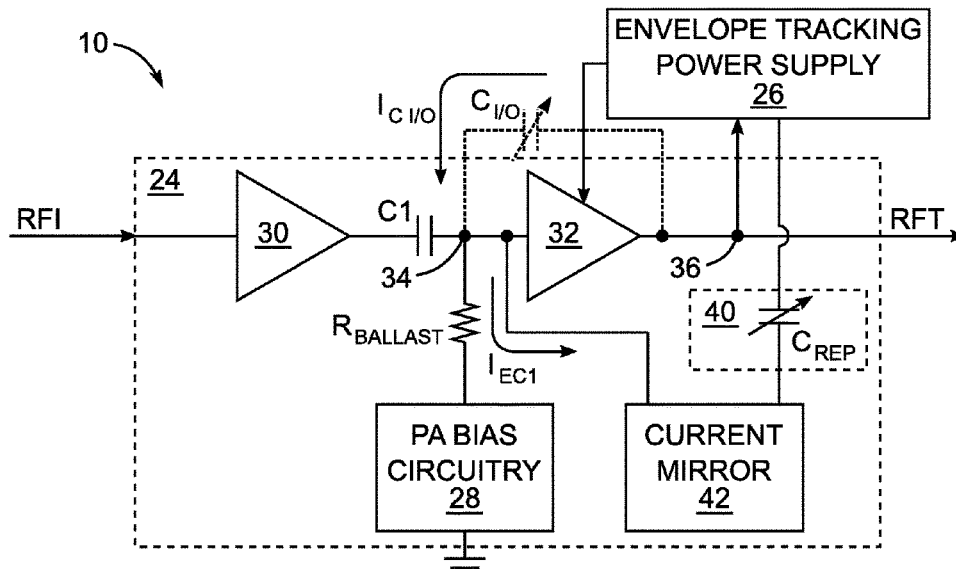 10
ENVELOPE TRACKING
POWER SUPPLY
26
I C I/O
C I/O
24
RFI
30
C1
34
32
36
RFT
R BALLAST
I EC1
40
C REP
PA BIAS
CIRCUITRY
28
CURRENT
MIRROR
42